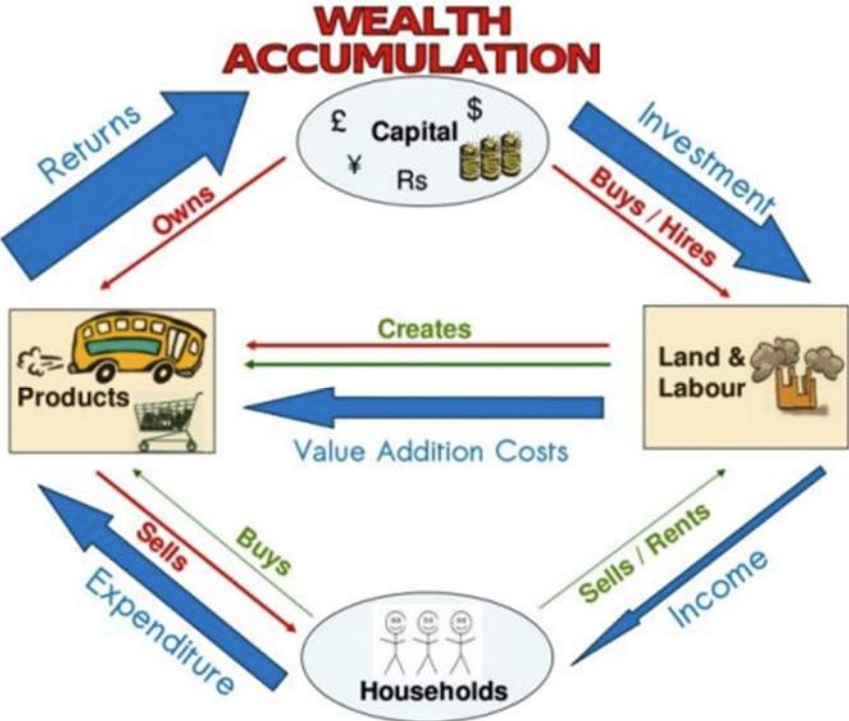 WEALTH
ACCUMULATION
£
$
Capital
¥
Rs
Returns
Investment
Owns
Buys / Hires
Creates
Land &
Labour
Products
Value Addition Costs
Sells
Buys
Sells / Rents
Expenditure
Income
Households